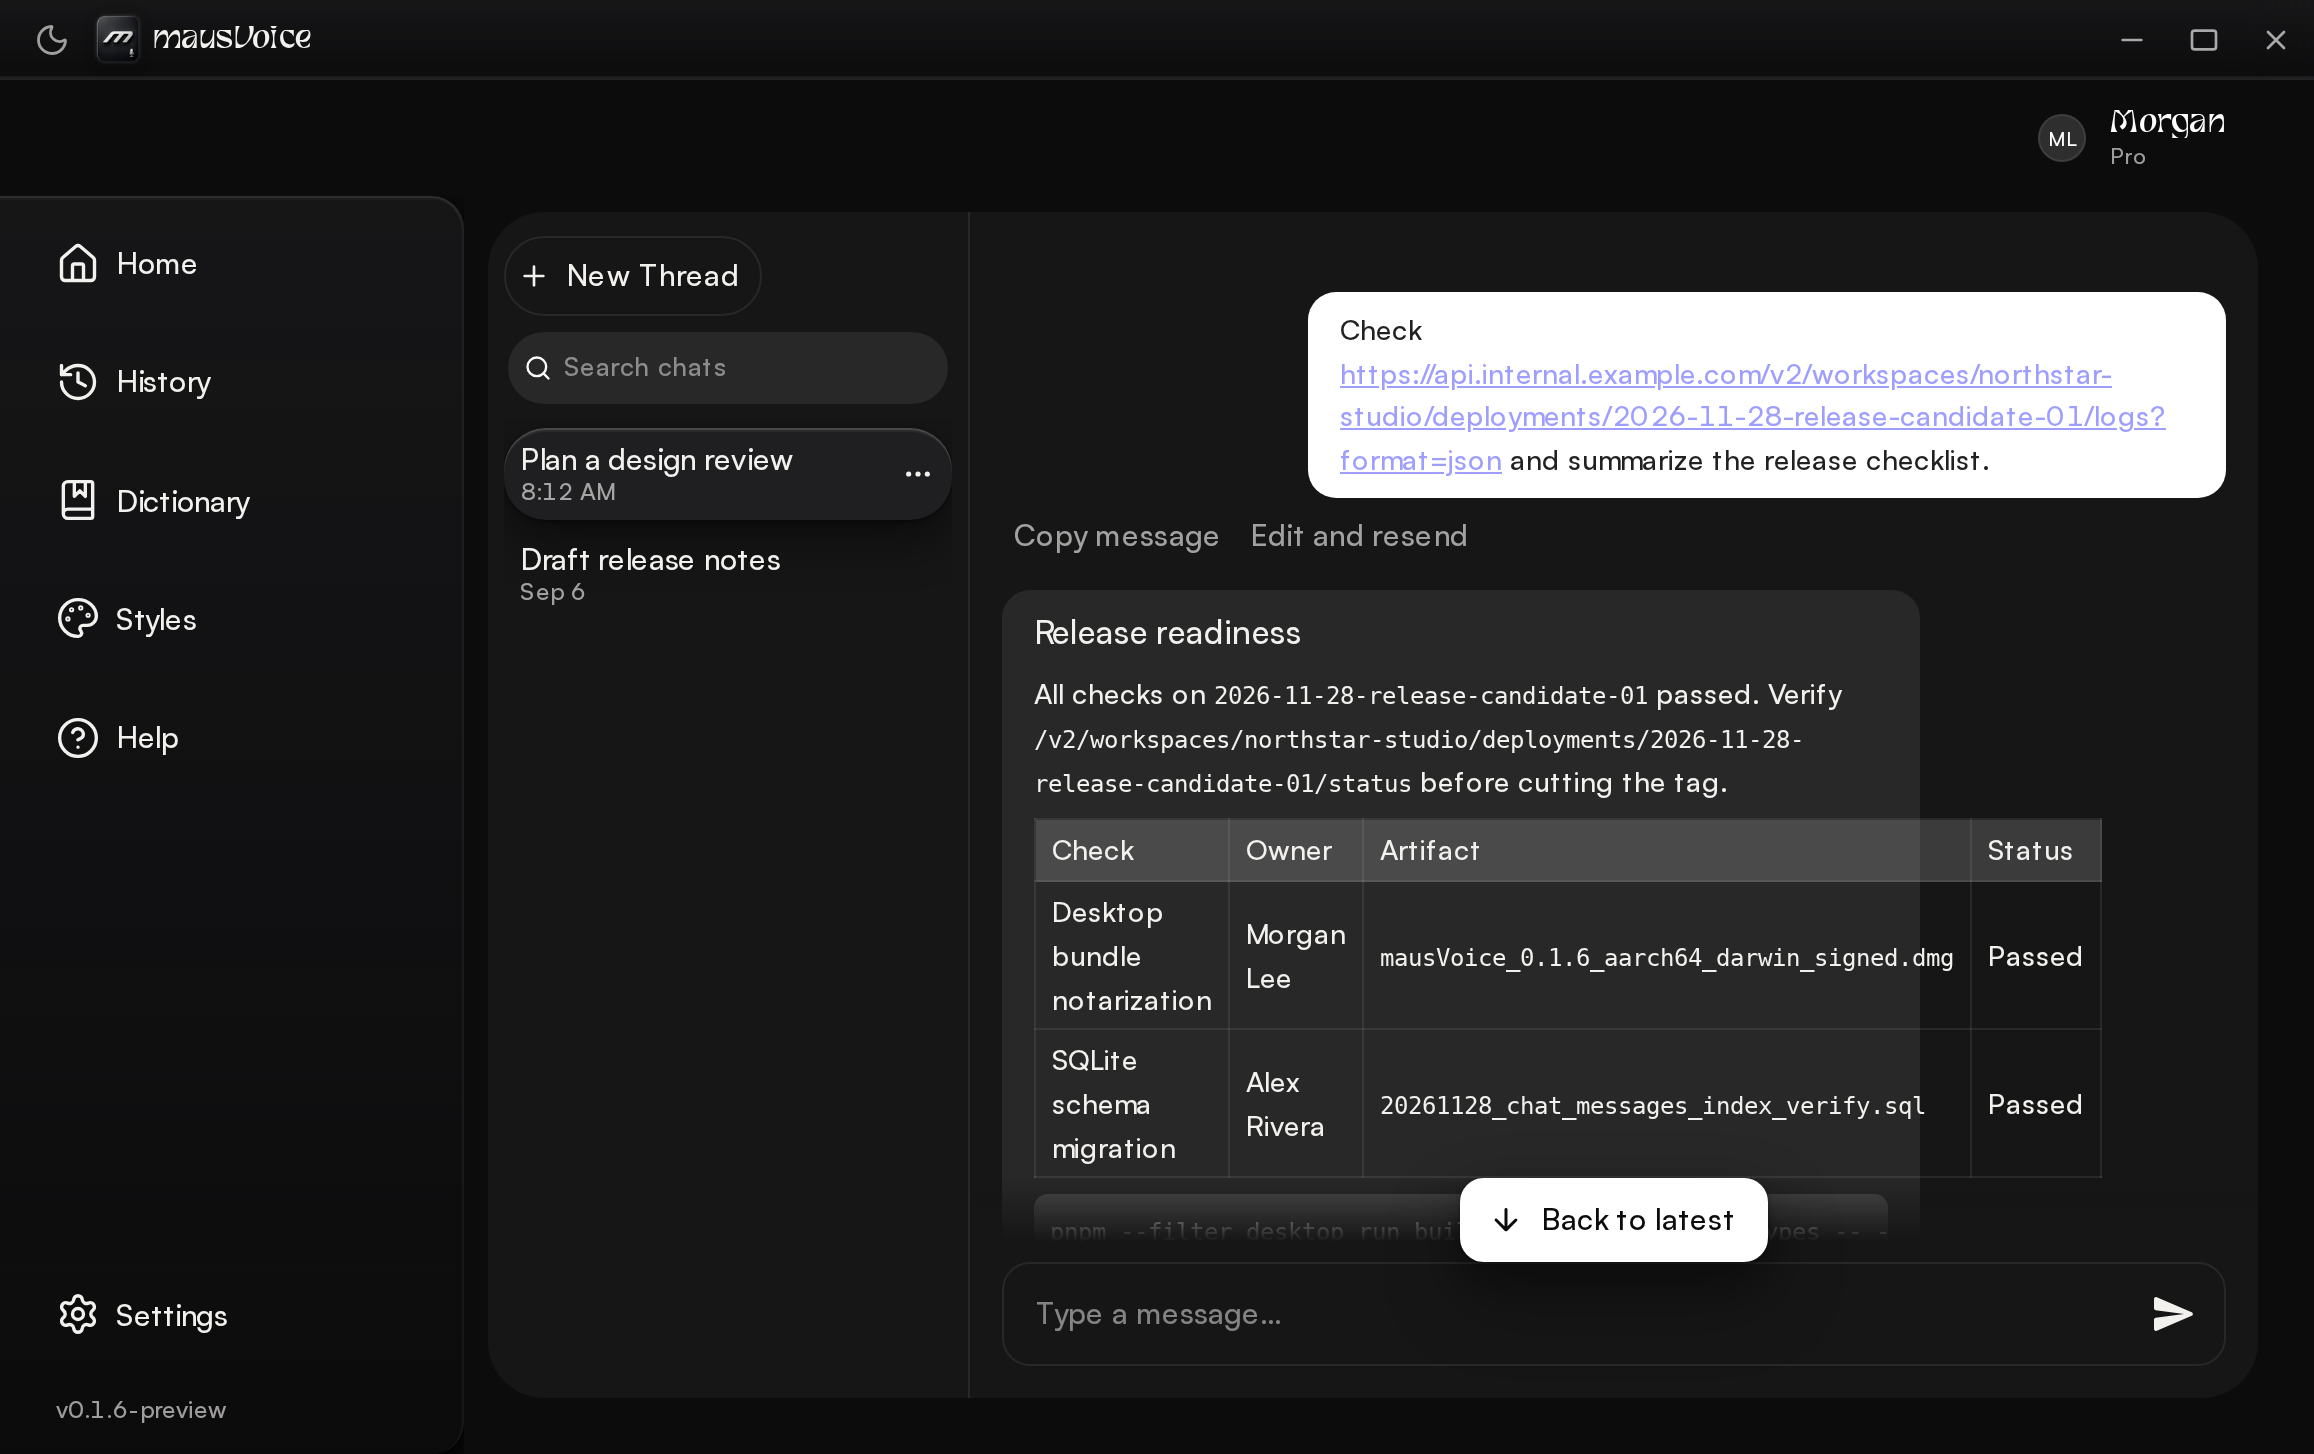 mausVoice
ML
Morgan
Pro
Home
History
Dictionary
Styles
Help
Settings
v0.1.6-preview
New Thread
Search chats
Plan a design review
8:12 AM
Draft release notes
Sep 6
Check
https://api.internal.example.com/v2/workspaces/northstar-
studio/deployments/2026-11-28-release-candidate-01/logs?
format=json and summarize the release checklist.
Copy message Edit and resend
Release readiness
All checks on 2026-11-28-release-candidate-01 passed. Verify
/v2/workspaces/northstar-studio/deployments/2026-11-28-
release-candidate-01/status before cutting the tag.
Check Owner Artifact Status
Desktop
bundle
notarization
Morgan
Lee
mausVoice_0.1.6_aarch64_darwin_signed.dmg
Passed
SQLite
schema
migration
Alex
Rivera
20261128_chat_messages_index_verify.sql
Passed
pnpm --filter desktop run -- -
Back to latest
Type a message...